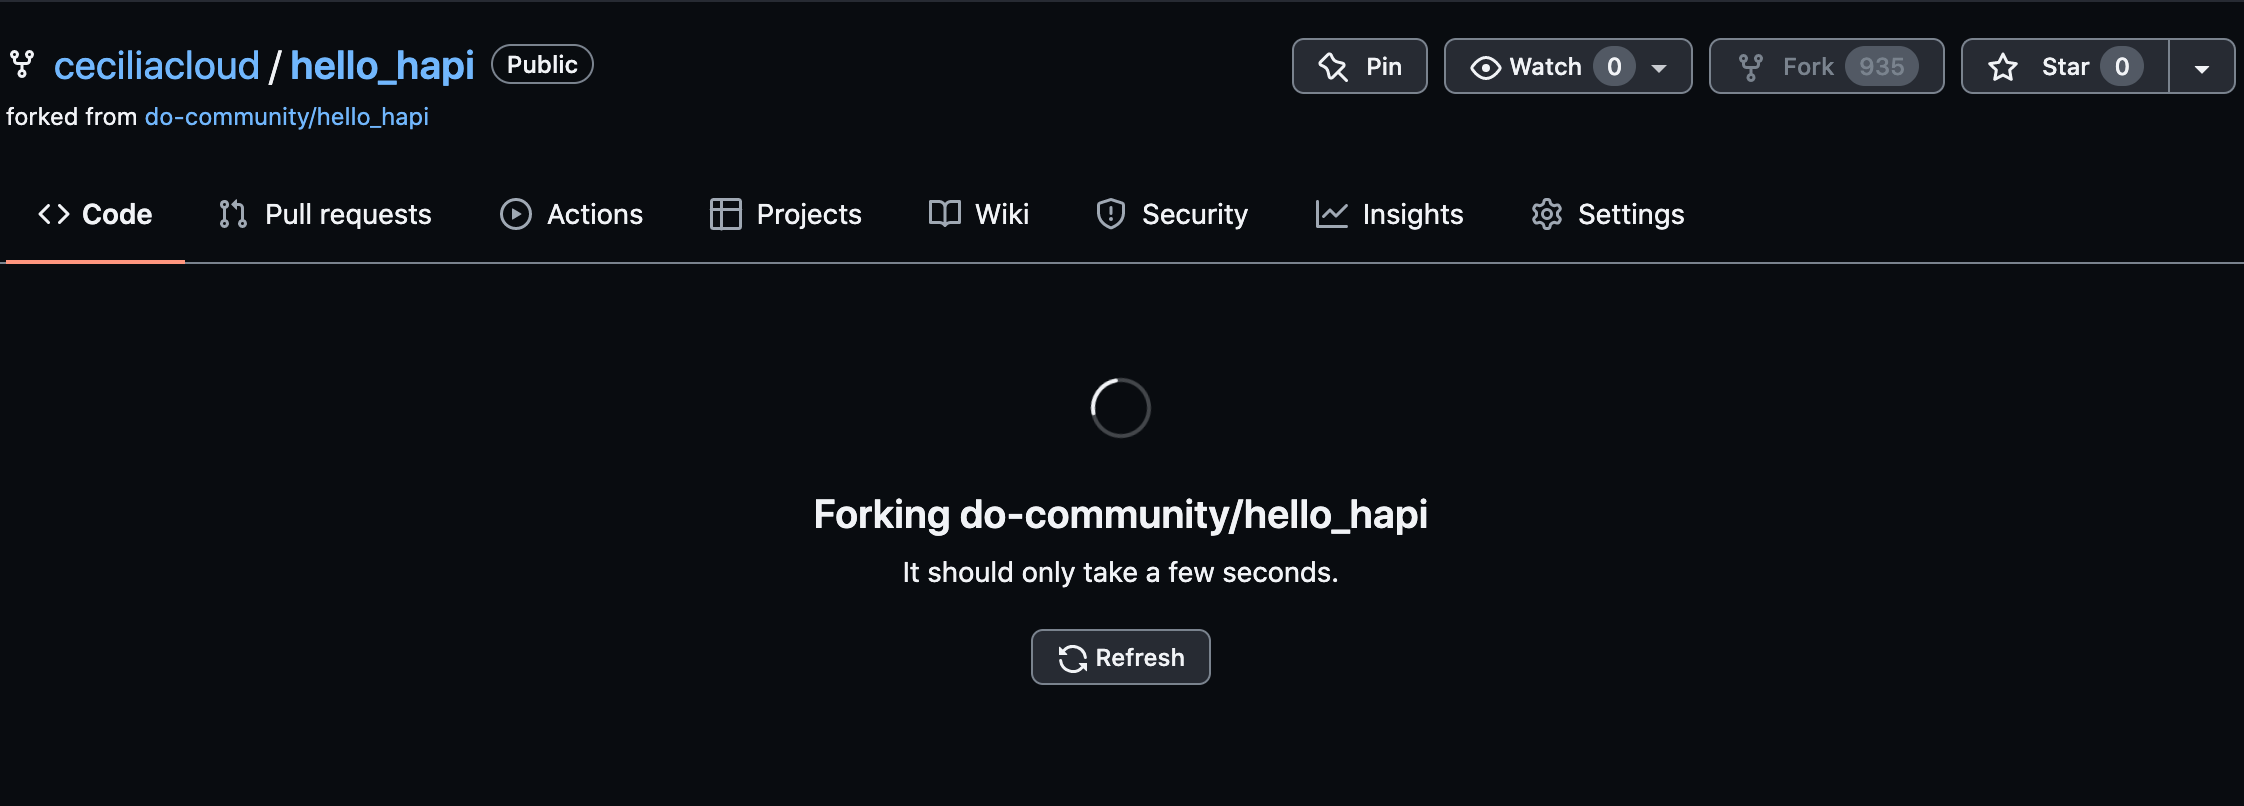 ceciliacloud / hello_hapi Public Pin Watch 0 Fork 935 Star 0
forked from do-community/hello_hapi
Code Pull requests Actions Projects Wiki Security Insights Settings
Forking do-community/hello_hapi
It should only take a few seconds.
Refresh